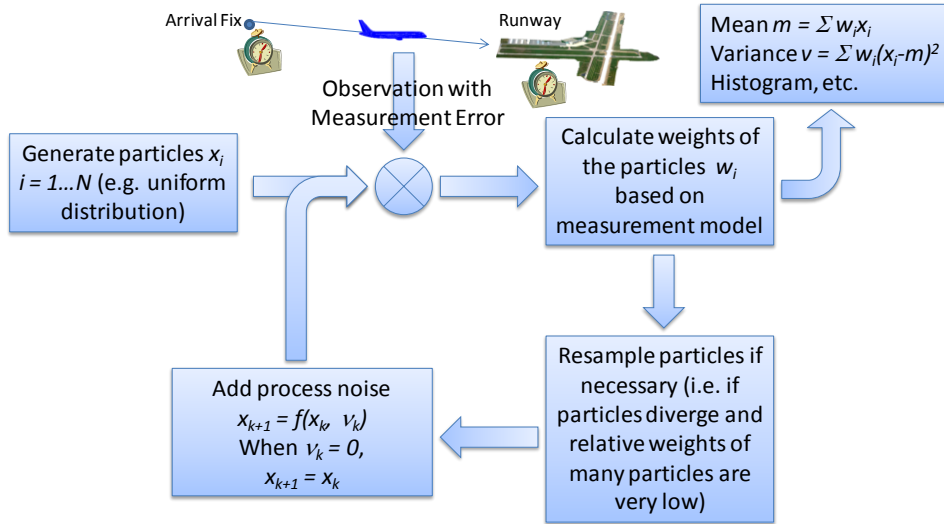 Arrival Fix
Runway
Mean m = Σ wᵢxᵢ
Variance v = Σ wᵢ(xᵢ-m)²
Histogram, etc.
Observation with
Measurement Error
Generate particles xᵢ
i = 1...N (e.g. uniform
distribution)
Calculate weights of
the particles wᵢ
based on
measurement model
Add process noise
xₖ₊₁ = f(xₖ, νₖ)
When νₖ = 0,
xₖ₊₁ = xₖ
Resample particles if
necessary (i.e. if
particles diverge and
relative weights of
many particles are
very low)